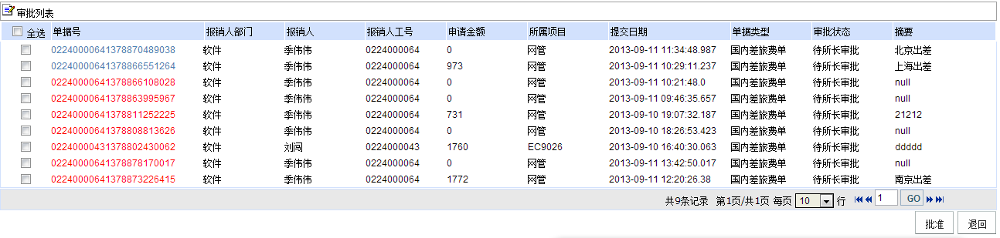 审批列表
全选 单据号 报销人部门 报销人 报销人工号 申请金额 所属项目 提交日期 单据类型 审批状态 摘要
02240000641378870489038 软件 季伟伟 0224000064 0 网管 2013-09-11 11:34:48.987 国内差旅费单 待所长审批 北京出差
02240000641378866551264 软件 季伟伟 0224000064 973 网管 2013-09-11 10:29:11.237 国内差旅费单 待所长审批 上海出差
02240000641378866108028 软件 季伟伟 0224000064 0 网管 2013-09-11 10:21:48.0 国内差旅费单 待所长审批 null
02240000641378863995967 软件 季伟伟 0224000064 0 网管 2013-09-11 09:46:35.657 国内差旅费单 待所长审批 null
02240000641378811252225 软件 季伟伟 0224000064 731 网管 2013-09-10 19:07:32.187 国内差旅费单 待所长审批 21212
02240000641378808813626 软件 季伟伟 0224000064 0 网管 2013-09-10 18:26:53.423 国内差旅费单 待所长审批 null
02240000431378802430062 软件 刘闯 0224000043 1760 EC9026 2013-09-10 16:40:30.063 国内差旅费单 待所长审批 ddddd
02240000641378878170017 软件 季伟伟 0224000064 0 网管 2013-09-11 13:42:50.017 国内差旅费单 待所长审批 null
02240000641378873226415 软件 季伟伟 0224000064 1772 网管 2013-09-11 12:20:26.38 国内差旅费单 待所长审批 南京出差
共9条记录 第1页/共1页 每页 10 行 1 GO
批准 退回